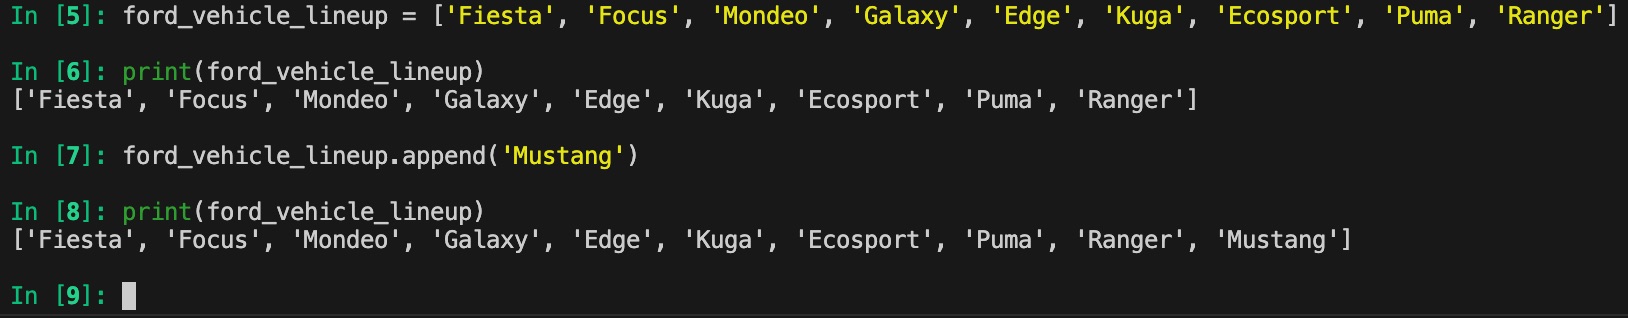 In [5]: ford_vehicle_lineup = ['Fiesta', 'Focus', 'Mondeo', 'Galaxy', 'Edge', 'Kuga', 'Ecosport', 'Puma', 'Ranger']
In [6]: print(ford_vehicle_lineup)
['Fiesta', 'Focus', 'Mondeo', 'Galaxy', 'Edge', 'Kuga', 'Ecosport', 'Puma', 'Ranger']
In [7]: ford_vehicle_lineup.append('Mustang')
In [8]: print(ford_vehicle_lineup)
['Fiesta', 'Focus', 'Mondeo', 'Galaxy', 'Edge', 'Kuga', 'Ecosport', 'Puma', 'Ranger', 'Mustang']
In [9]: